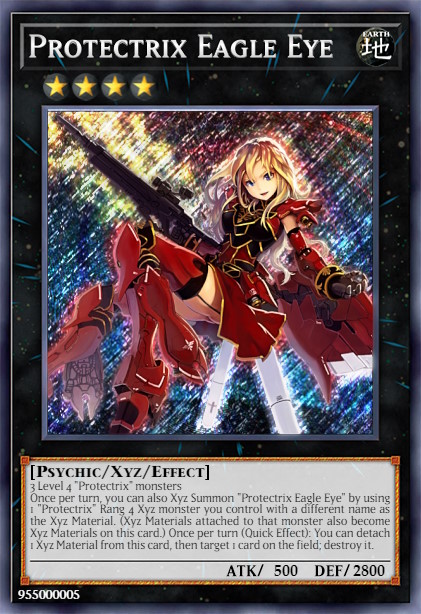 Protectrix Eagle Eye
EARTH
地
[Psychic/Xyz/Effect]
3 Level 4 "Protectrix" monsters
Once per turn, you can also Xyz Summon "Protectrix Eagle Eye" by using
1 "Protectrix" Rang 4 Xyz monster you control with a different name as
the Xyz Material. (Xyz Materials attached to that monster also become
Xyz Materials on this card.) Once per turn (Quick Effect): You can detach
1 Xyz Material from this card, then target 1 card on the field; destroy it.
ATK/ 500 DEF/2800
955000005